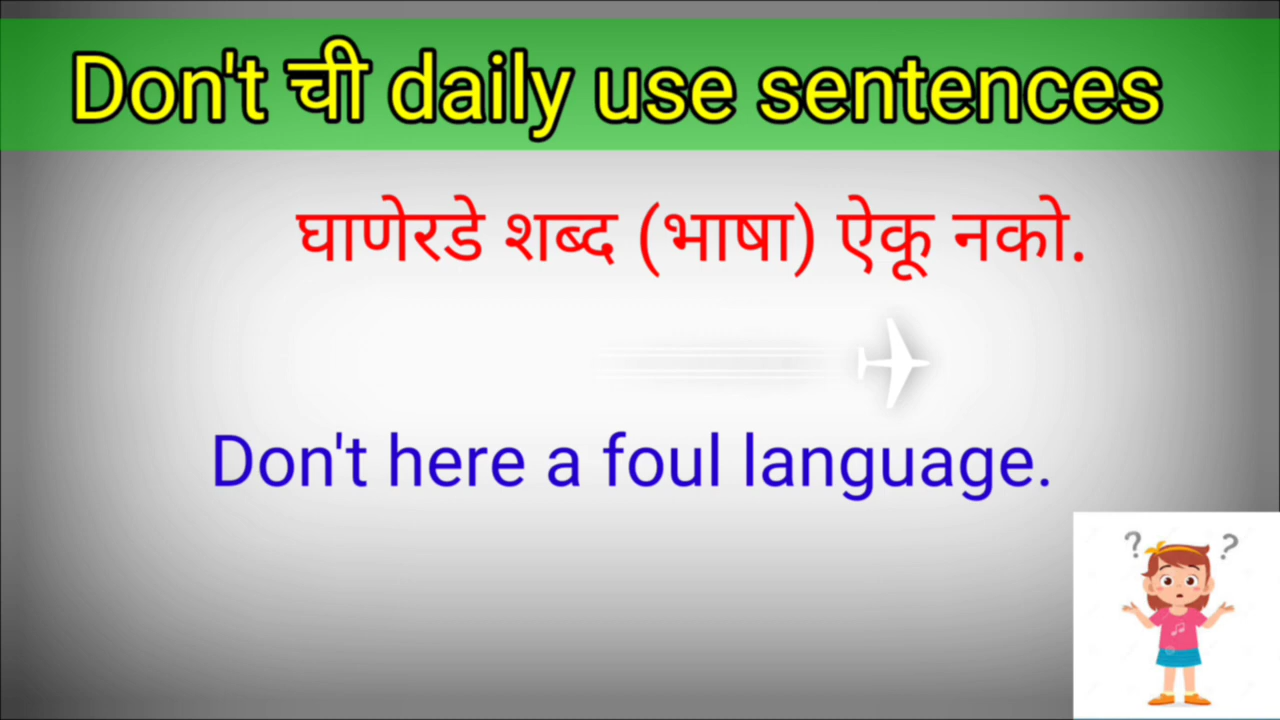 Don't ची daily use sentences
घाणेरडे शब्द (भाषा) ऐकू नको.
Don't here a foul language.
? ?